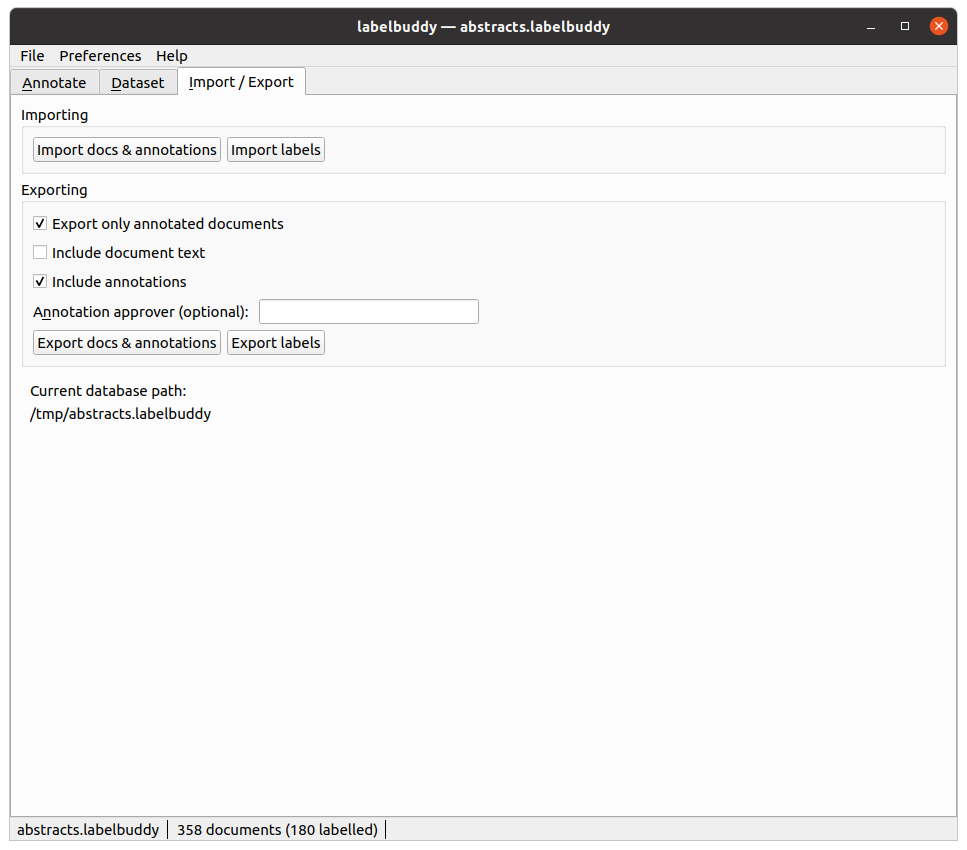 labelbuddy — abstracts.labelbuddy
File Preferences Help
Annotate Dataset Import / Export
Importing
Import docs & annotations Import labels
Exporting
Export only annotated documents
Include document text
Include annotations
Annotation approver (optional):
Export docs & annotations Export labels
Current database path:
/tmp/abstracts.labelbuddy
abstracts.labelbuddy 358 documents (180 labelled)